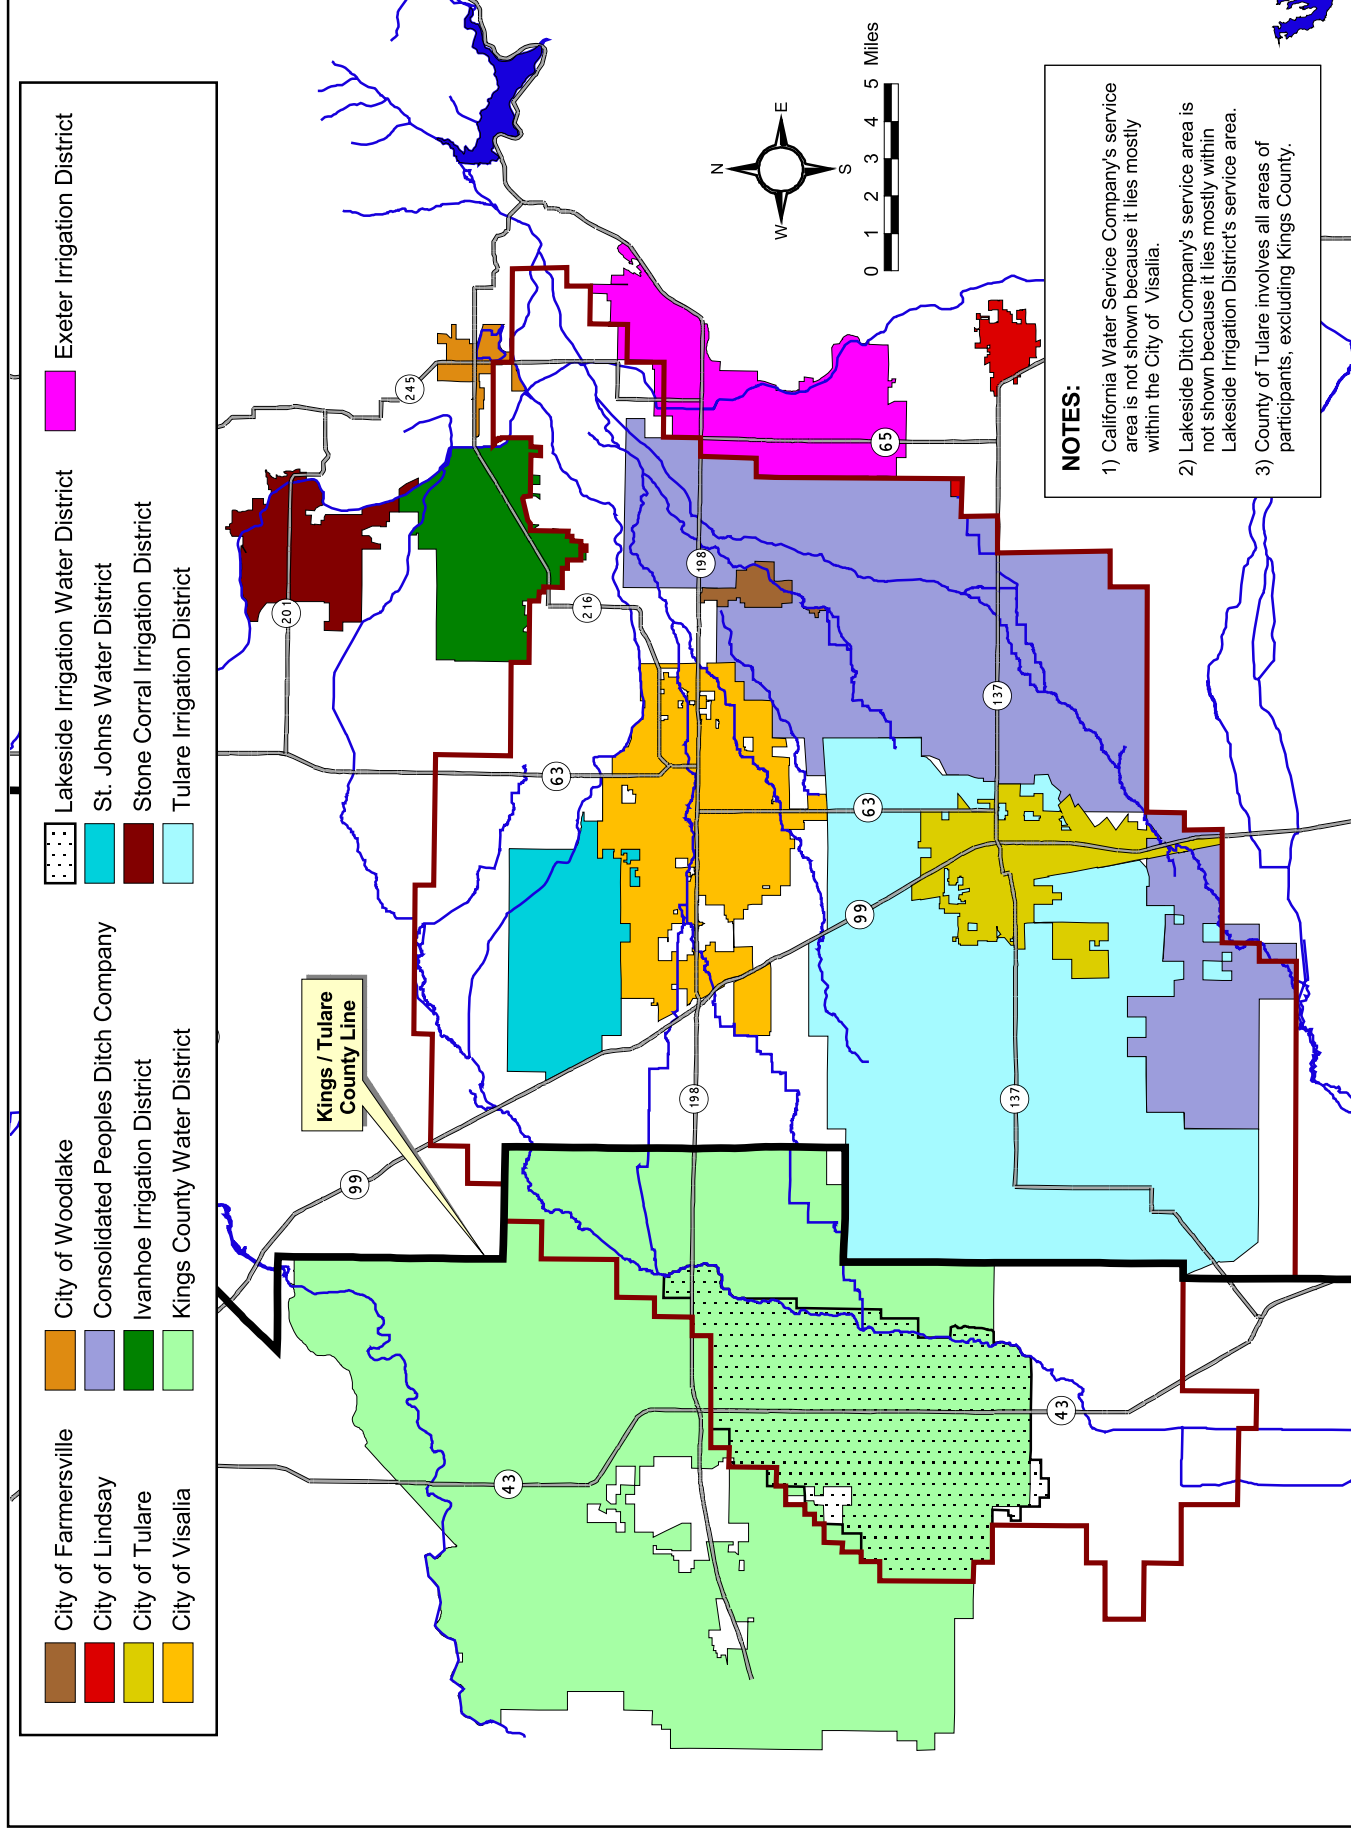 City of Farmersville
City of Lindsay
City of Tulare
City of Visalia
City of Woodlake
Consolidated Peoples Ditch Company
Ivanhoe Irrigation District
Kings County Water District
Lakeside Irrigation Water District
St. Johns Water District
Stone Corral Irrigation District
Tulare Irrigation District
Exeter Irrigation District
Kings / Tulare
County Line
99
43
201
63
245
216
198
198
65
99
63
137
137
43
N
W
E
S
0 1 2 3 4 5 Miles
NOTES:
1) California Water Service Company's service
area is not shown because it lies mostly
within the City of Visalia.
2) Lakeside Ditch Company's service area is
not shown because it lies mostly within
Lakeside Irrigation District's service area.
3) County of Tulare involves all areas of
participants, excluding Kings County.